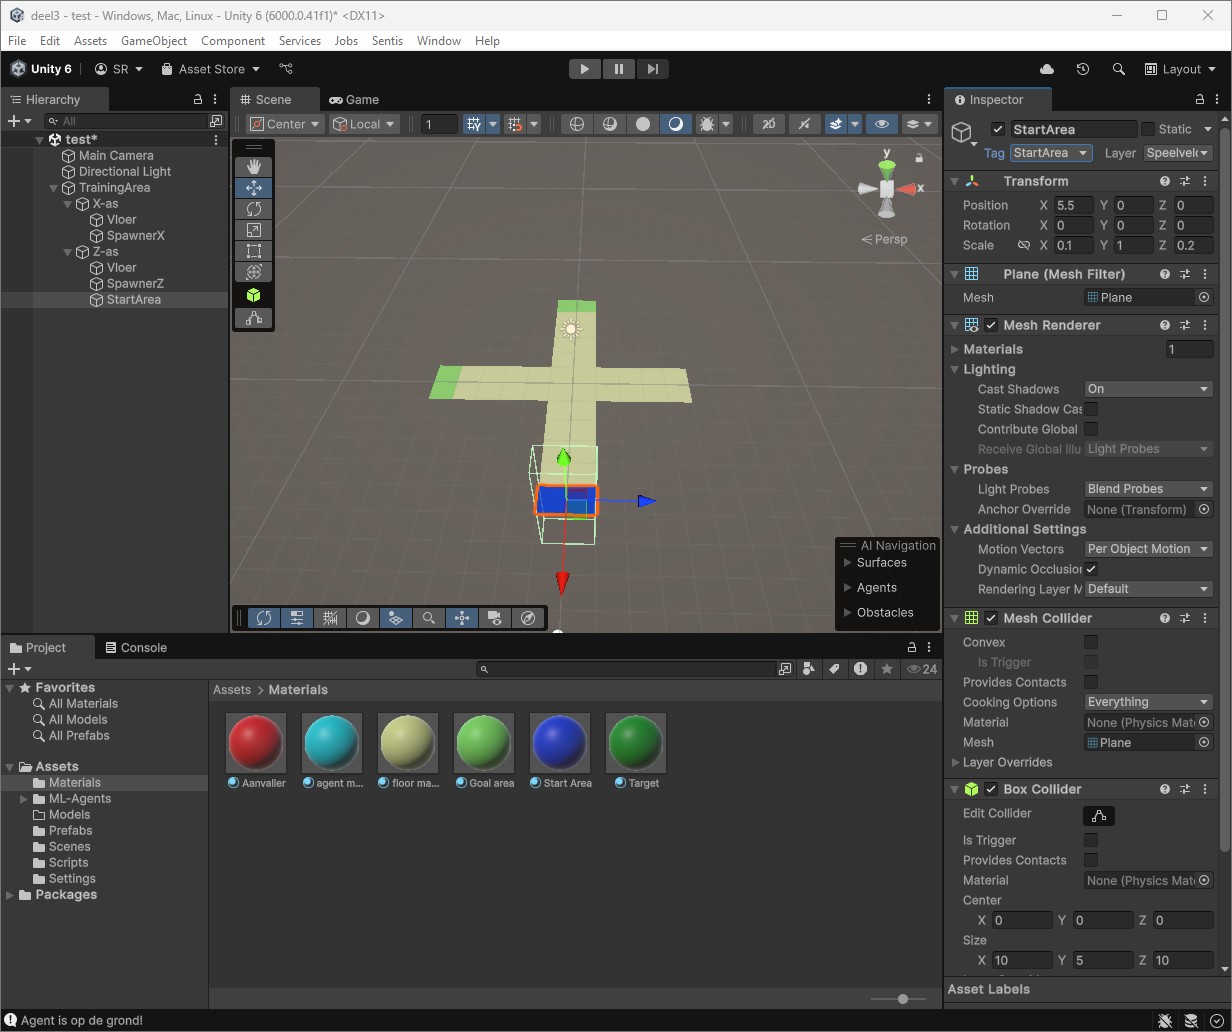 deel3 - test - Windows, Mac, Linux - Unity 6 (6000.0.41f1)* <DX11>
File Edit Assets GameObject Component Services Jobs Sentis Window Help
Unity 6 SR Asset Store Layout
Hierarchy
All
test*
Main Camera
Directional Light
TrainingArea
X-as
Vloer
SpawnerX
Z-as
Vloer
SpawnerZ
StartArea
Scene Game
Center Local 1 2D
y
x
Persp
AI Navigation
Surfaces
Agents
Obstacles
Inspector
StartArea Static
Tag StartArea Layer Speelveld
Transform
Position X 5.5 Y 0 Z 0
Rotation X 0 Y 0 Z 0
Scale X 0.1 Y 1 Z 0.2
Plane (Mesh Filter)
Mesh Plane
Mesh Renderer
Materials 1
Lighting
Cast Shadows On
Static Shadow Cas
Contribute Global
Receive Global Illu Light Probes
Probes
Light Probes Blend Probes
Anchor Override None (Transform)
Additional Settings
Motion Vectors Per Object Motion
Dynamic Occlusion
Rendering Layer M Default
Mesh Collider
Convex
Is Trigger
Provides Contacts
Cooking Options Everything
Material None (Physics Mate
Mesh Plane
Layer Overrides
Box Collider
Edit Collider
Is Trigger
Provides Contacts
Material None (Physics Mate
Center
X 0 Y 0 Z 0
Size
X 10 Y 5 Z 10
Asset Labels
Project Console
24
Favorites
All Materials
All Models
All Prefabs
Assets
Materials
ML-Agents
Models
Prefabs
Scenes
Scripts
Settings
Packages
Assets > Materials
Aanvaller agent m... floor ma... Goal area Start Area Target
Agent is op de grond!